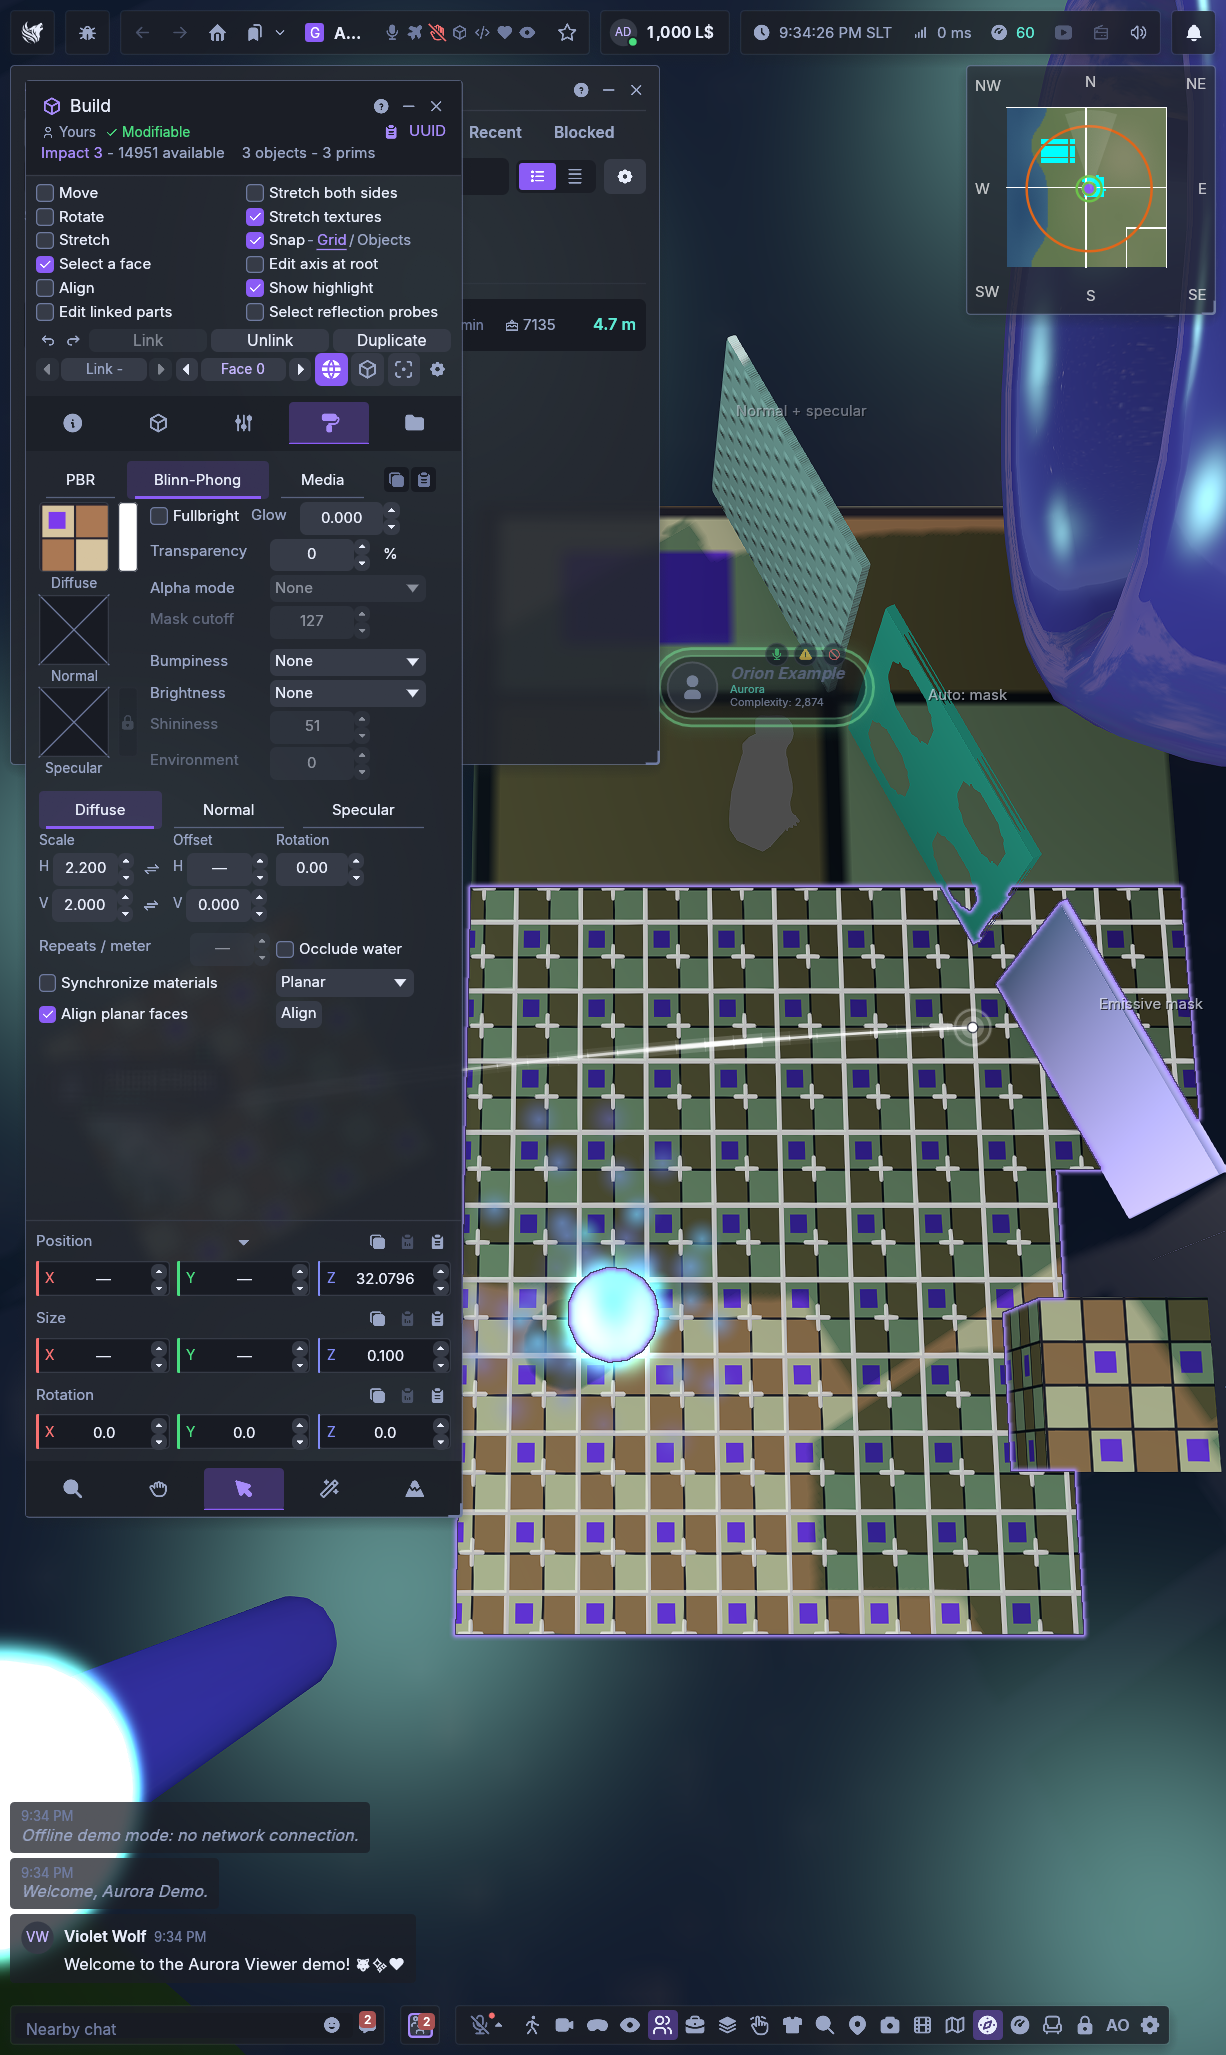 G A... AD 1,000 L$ 9:34:26 PM SLT 0 ms 60
Build
Yours Modifiable UUID
Impact 3 - 14951 available 3 objects - 3 prims
Recent Blocked
Move Stretch both sides
Rotate Stretch textures
Stretch Snap - Grid / Objects
Select a face Edit axis at root
Align Show highlight
Edit linked parts Select reflection probes
min 7135 4.7 m
Link Unlink Duplicate
Link - Face 0
PBR Blinn-Phong Media
Fullbright Glow 0.000
Transparency 0 %
Diffuse
Alpha mode None
Mask cutoff 127
Normal
Bumpiness None
Brightness None
Shininess 51
Environment 0
Specular
Diffuse Normal Specular
Scale Offset Rotation
H 2.200 H — 0.00
V 2.000 V 0.000
Repeats / meter — Occlude water
Synchronize materials Planar
Align planar faces Align
Position
X — Y — Z 32.0796
Size
X — Y — Z 0.100
Rotation
X 0.0 Y 0.0 Z 0.0
NW N NE
W E
SW S SE
Normal + specular
Orion Example
Aurora
Complexity: 2,874
Auto: mask
Emissive mask
9:34 PM
Offline demo mode: no network connection.
9:34 PM
Welcome, Aurora Demo.
VW Violet Wolf 9:34 PM
Welcome to the Aurora Viewer demo!
Nearby chat 2 2 AO